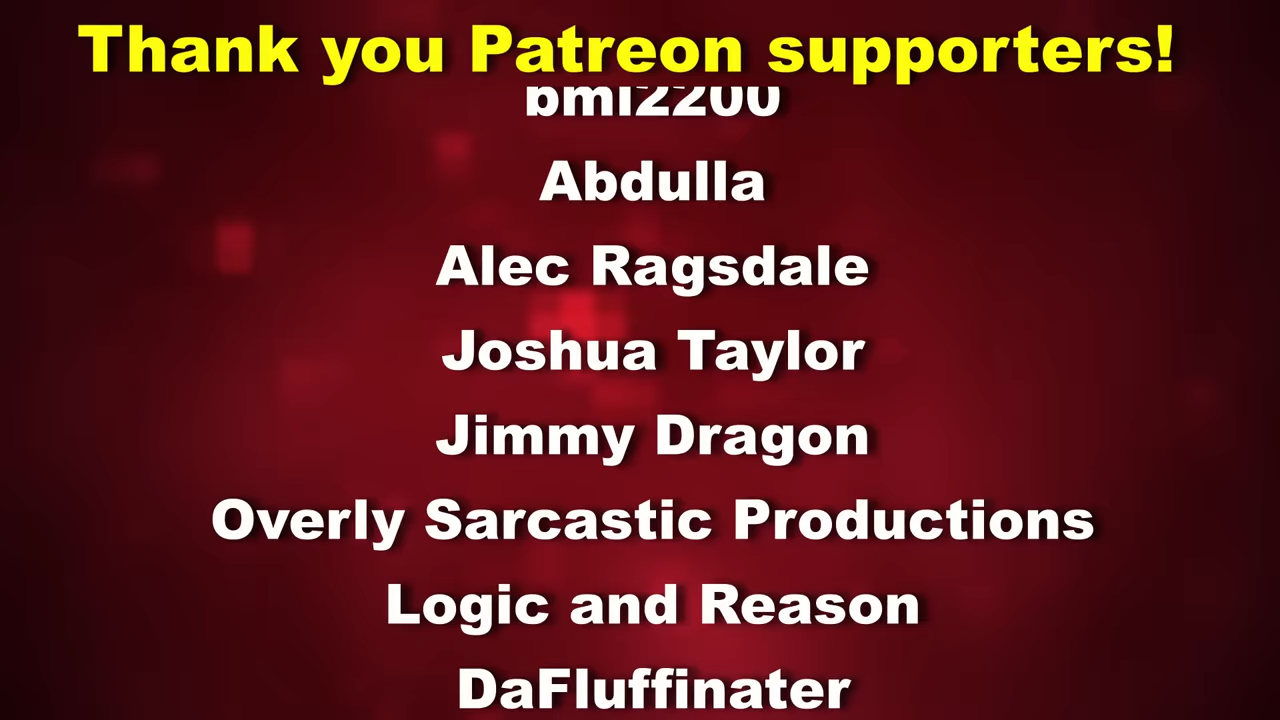 Thank you Patreon supporters!
Abdulla
Alec Ragsdale
Joshua Taylor
Jimmy Dragon
Overly Sarcastic Productions
Logic and Reason
DaFluffinater